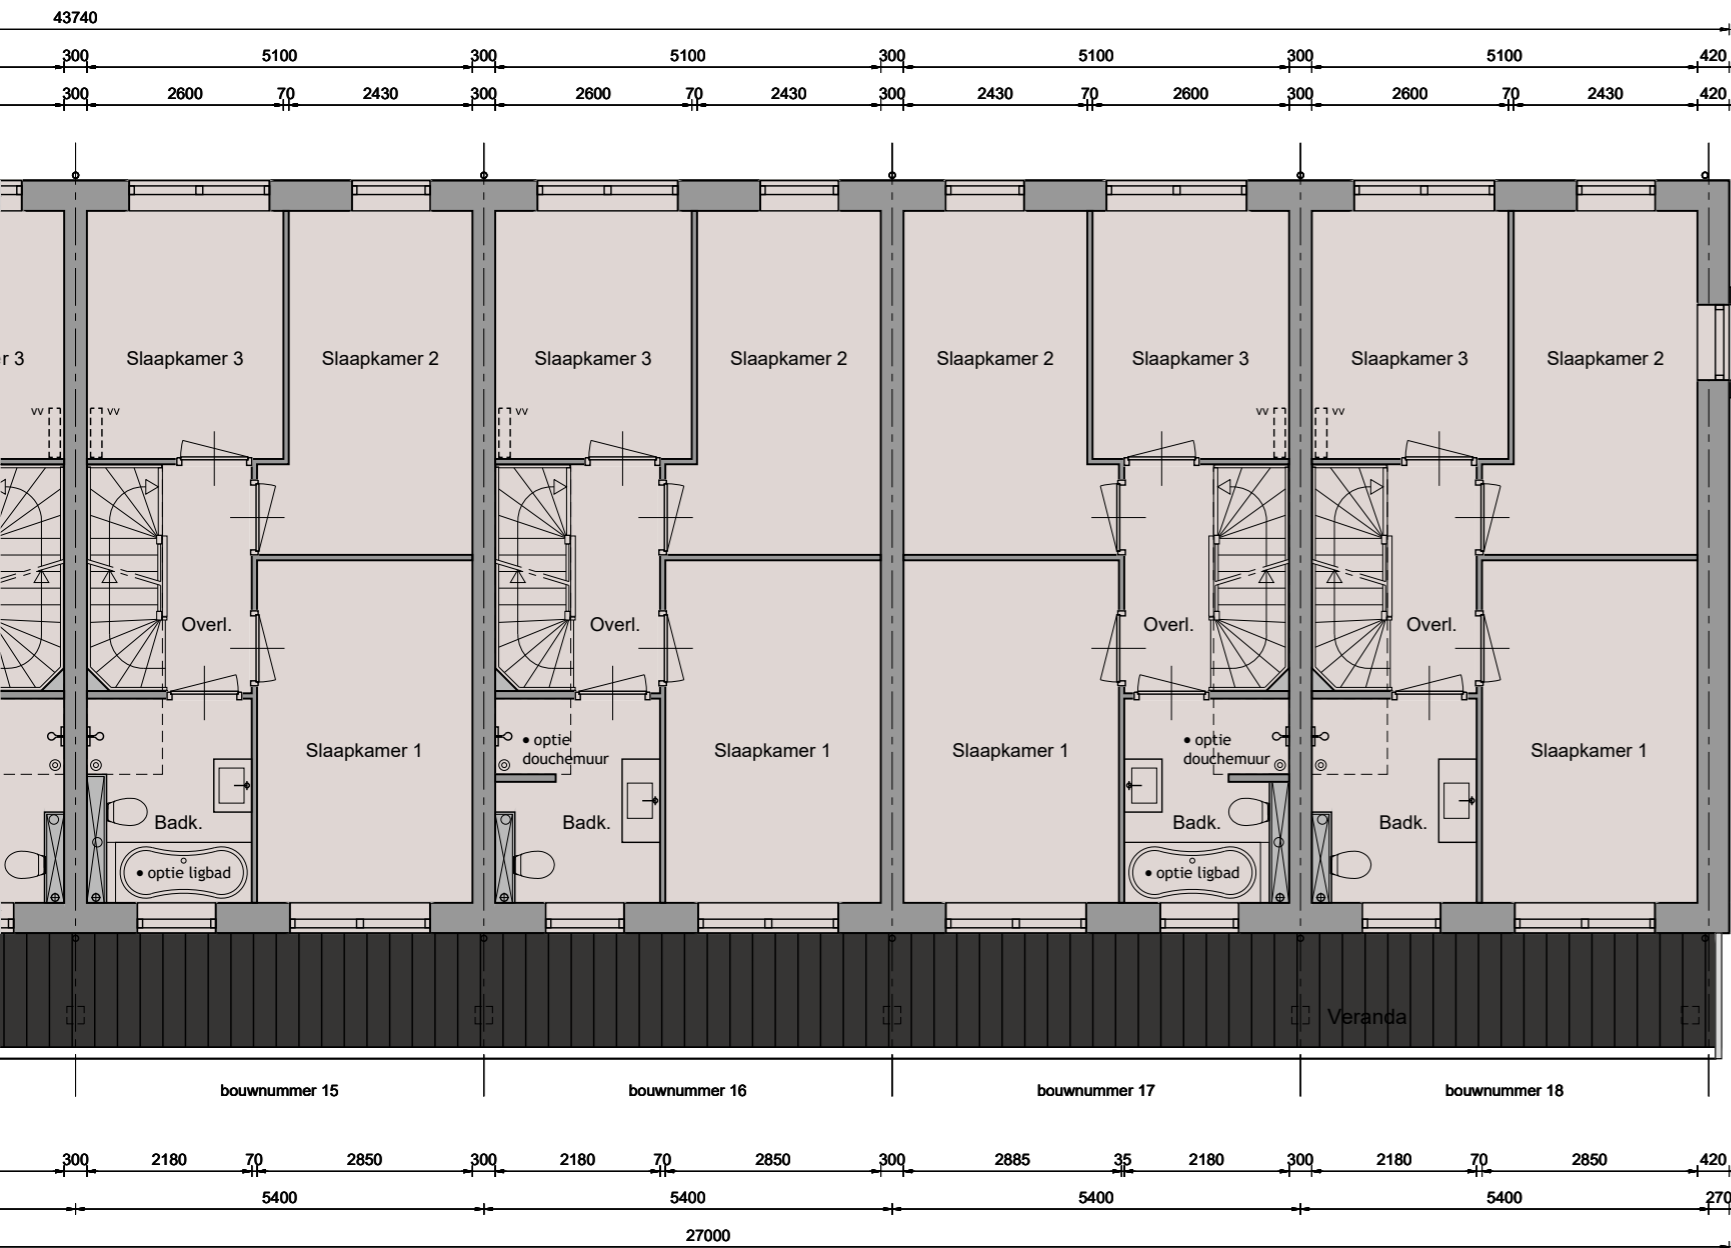 43740
300 5100 300 5100 300 5100 300 5100 420
300 2600 70 2430 300 2600 70 2430 300 2430 70 2600 300 2600 70 2430 420
r 3 Slaapkamer 3 Slaapkamer 2 Slaapkamer 3 Slaapkamer 2 Slaapkamer 2 Slaapkamer 3 Slaapkamer 3 Slaapkamer 2
vv vv vv vv vv
Overl. Overl. Overl. Overl.
• optie
douchemuur
• optie
douchemuur
Slaapkamer 1 Slaapkamer 1 Slaapkamer 1 Slaapkamer 1
Badk. Badk. Badk. Badk.
• optie ligbad • optie ligbad
Veranda
bouwnummer 15 bouwnummer 16 bouwnummer 17 bouwnummer 18
300 2180 70 2850 300 2180 70 2850 300 2885 35 2180 300 2180 70 2850 420
5400 5400 5400 5400 270
27000